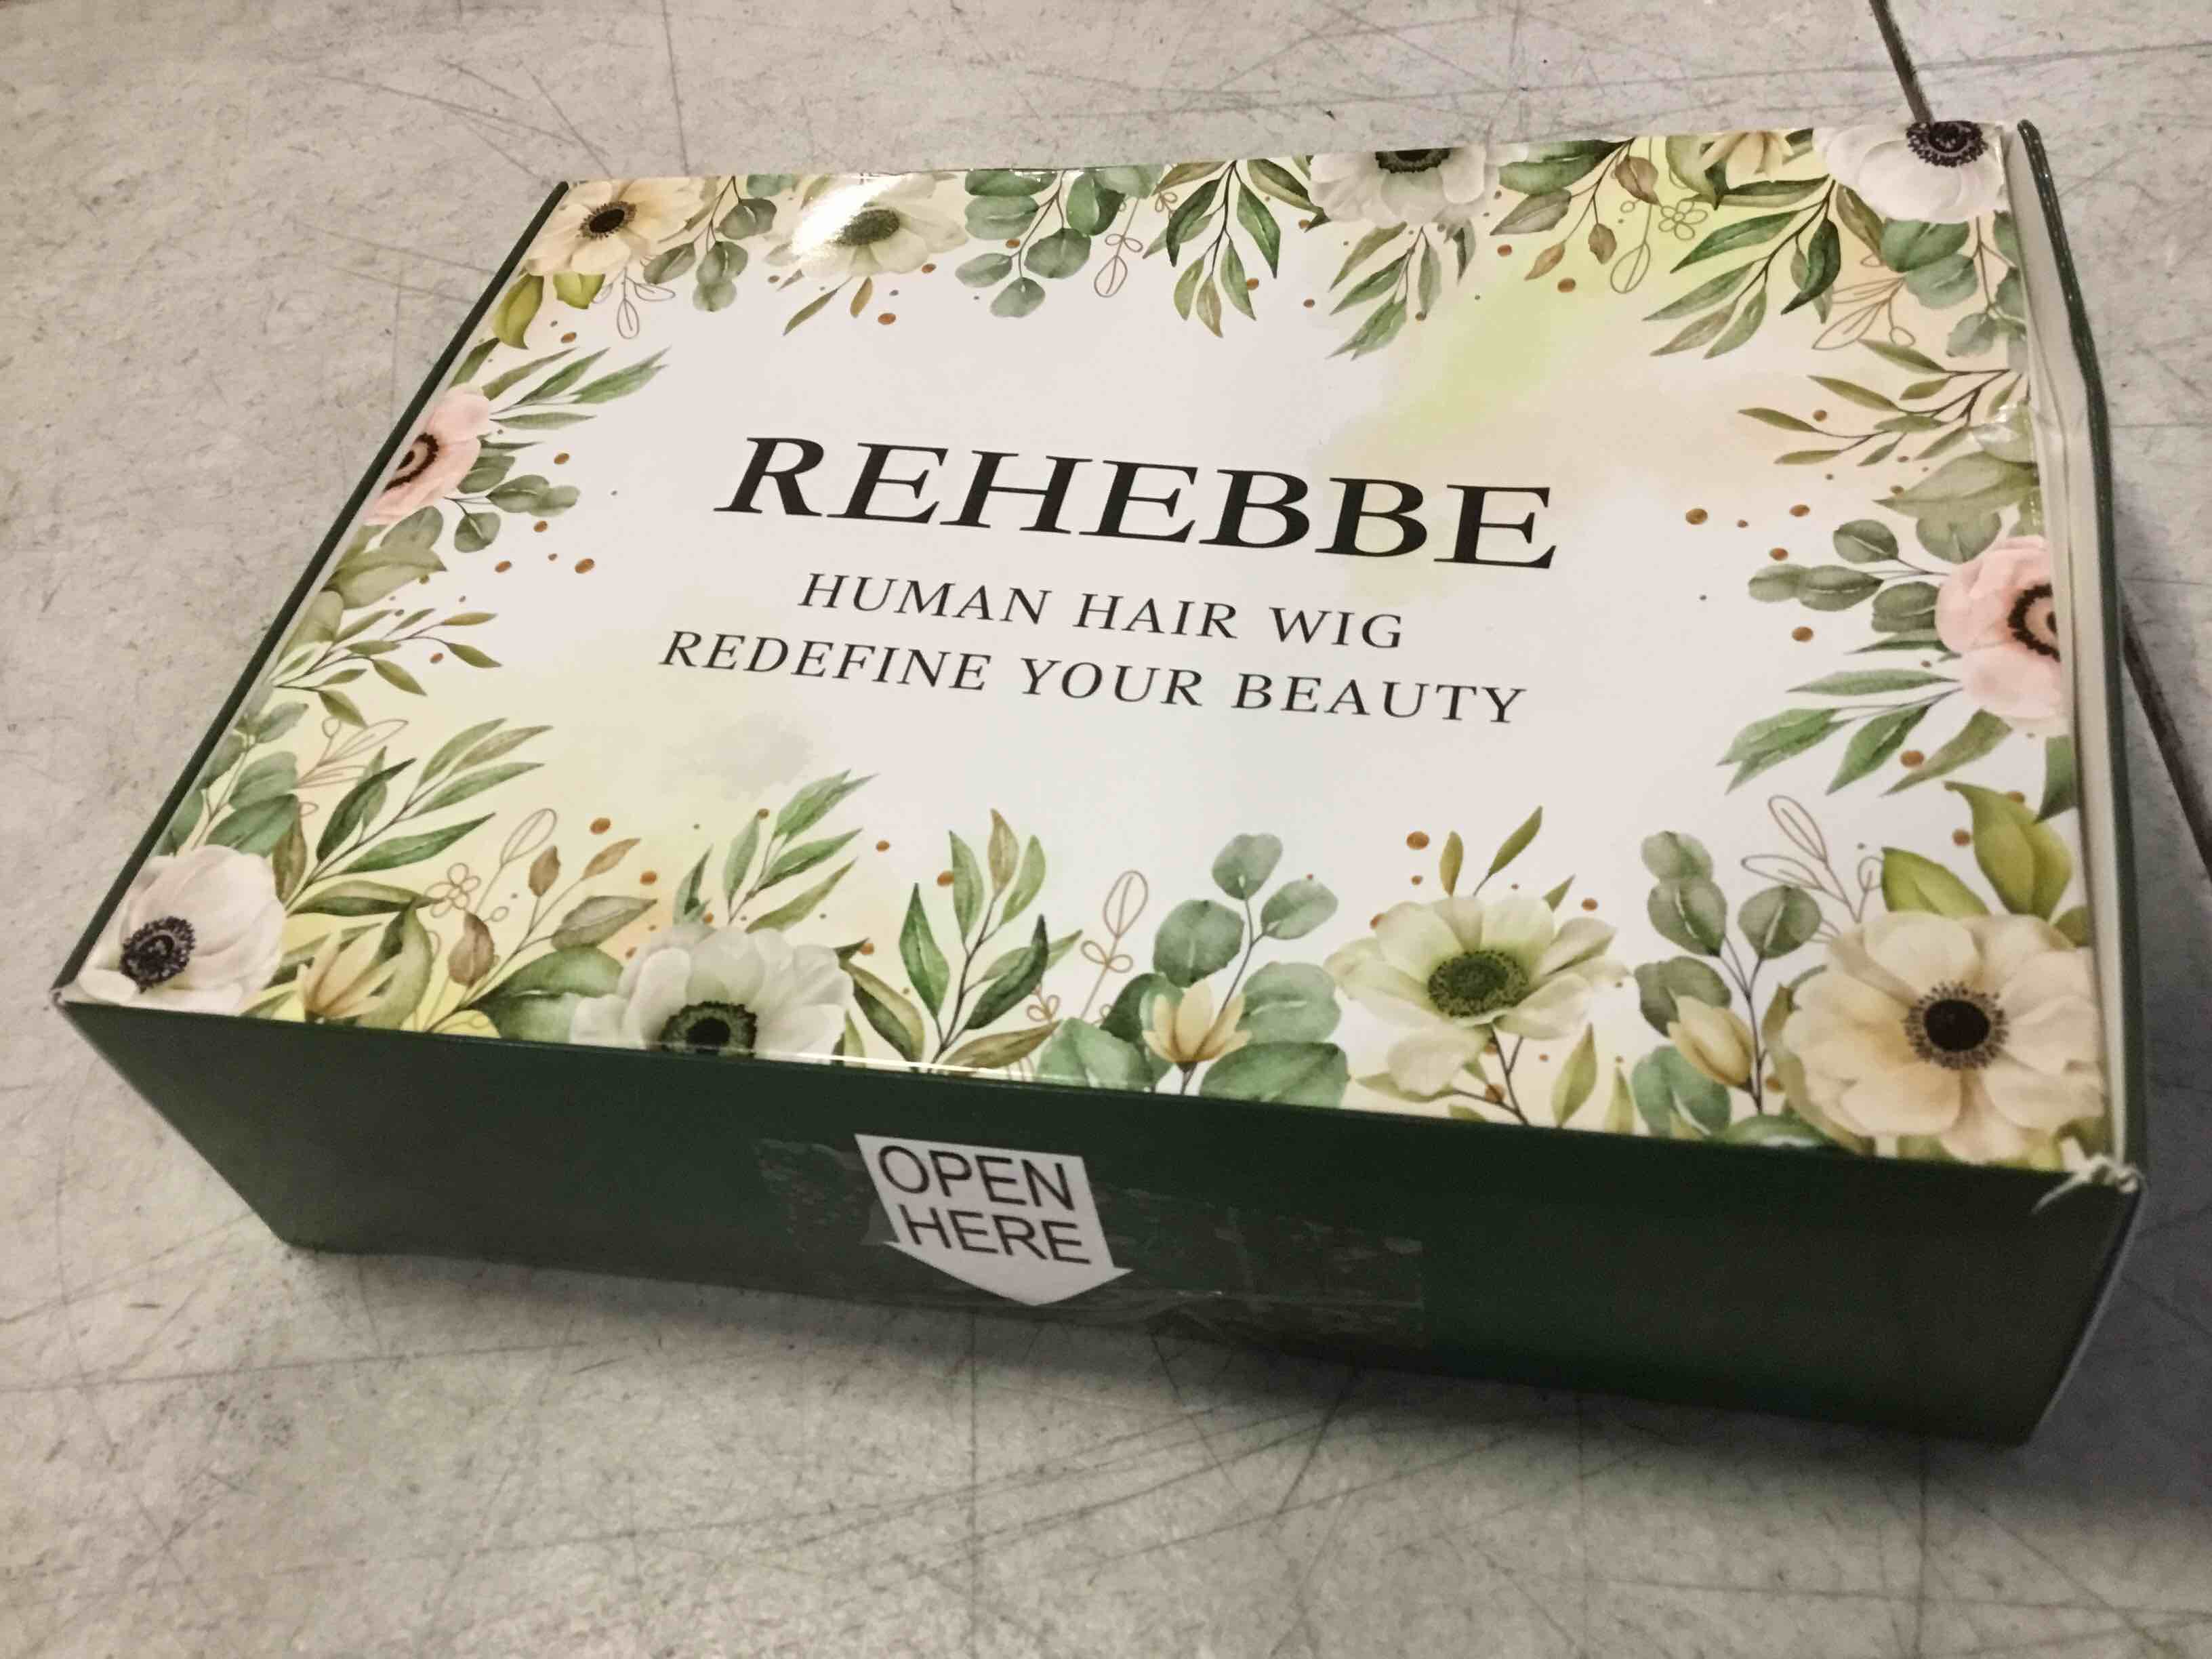 REHEBBE
HUMAN HAIR WIG
REDEFINE YOUR BEAUTY
OPEN
HERE